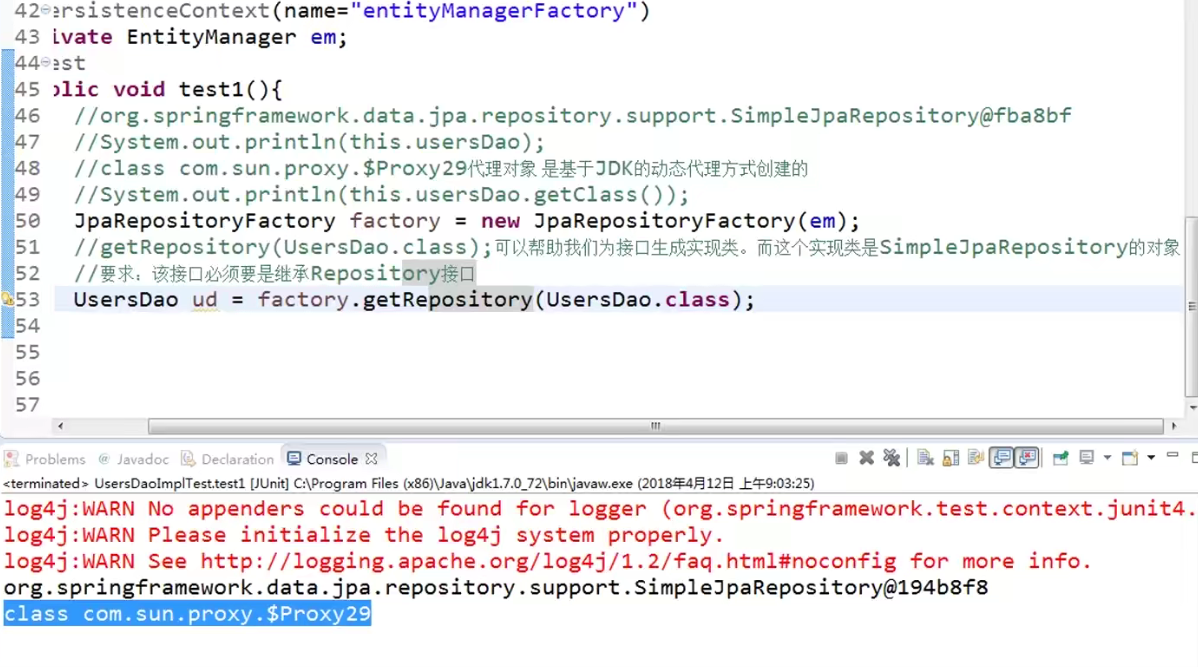 42 ersistenceContext(name="entityManagerFactory")
43 ivate EntityManager em;
44 est
45 blic void test1(){
46 //org.springframework.data.jpa.repository.support.SimpleJpaRepository@fba8bf
47 //System.out.println(this.usersDao);
48 //class com.sun.proxy.$Proxy29代理对象 是基于JDK的动态代理方式创建的
49 //System.out.println(this.usersDao.getClass());
50 JpaRepositoryFactory factory = new JpaRepositoryFactory(em);
51 //getRepository(UsersDao.class);可以帮助我们为接口生成实现类。而这个实现类是SimpleJpaRepository的对象
52 //要求：该接口必须要是继承Repository接口
53 UsersDao ud = factory.getRepository(UsersDao.class);
54
55
56
57
Problems @ Javadoc Declaration Console
<terminated> UsersDaoImplTest.test1 [JUnit] C:\Program Files (x86)\Java\jdk1.7.0_72\bin\javaw.exe (2018年4月12日 上午9:03:25)
log4j:WARN No appenders could be found for logger (org.springframework.test.context.junit4.
log4j:WARN Please initialize the log4j system properly.
log4j:WARN See http://logging.apache.org/log4j/1.2/faq.html#noconfig for more info.
org.springframework.data.jpa.repository.support.SimpleJpaRepository@194b8f8
class com.sun.proxy.$Proxy29